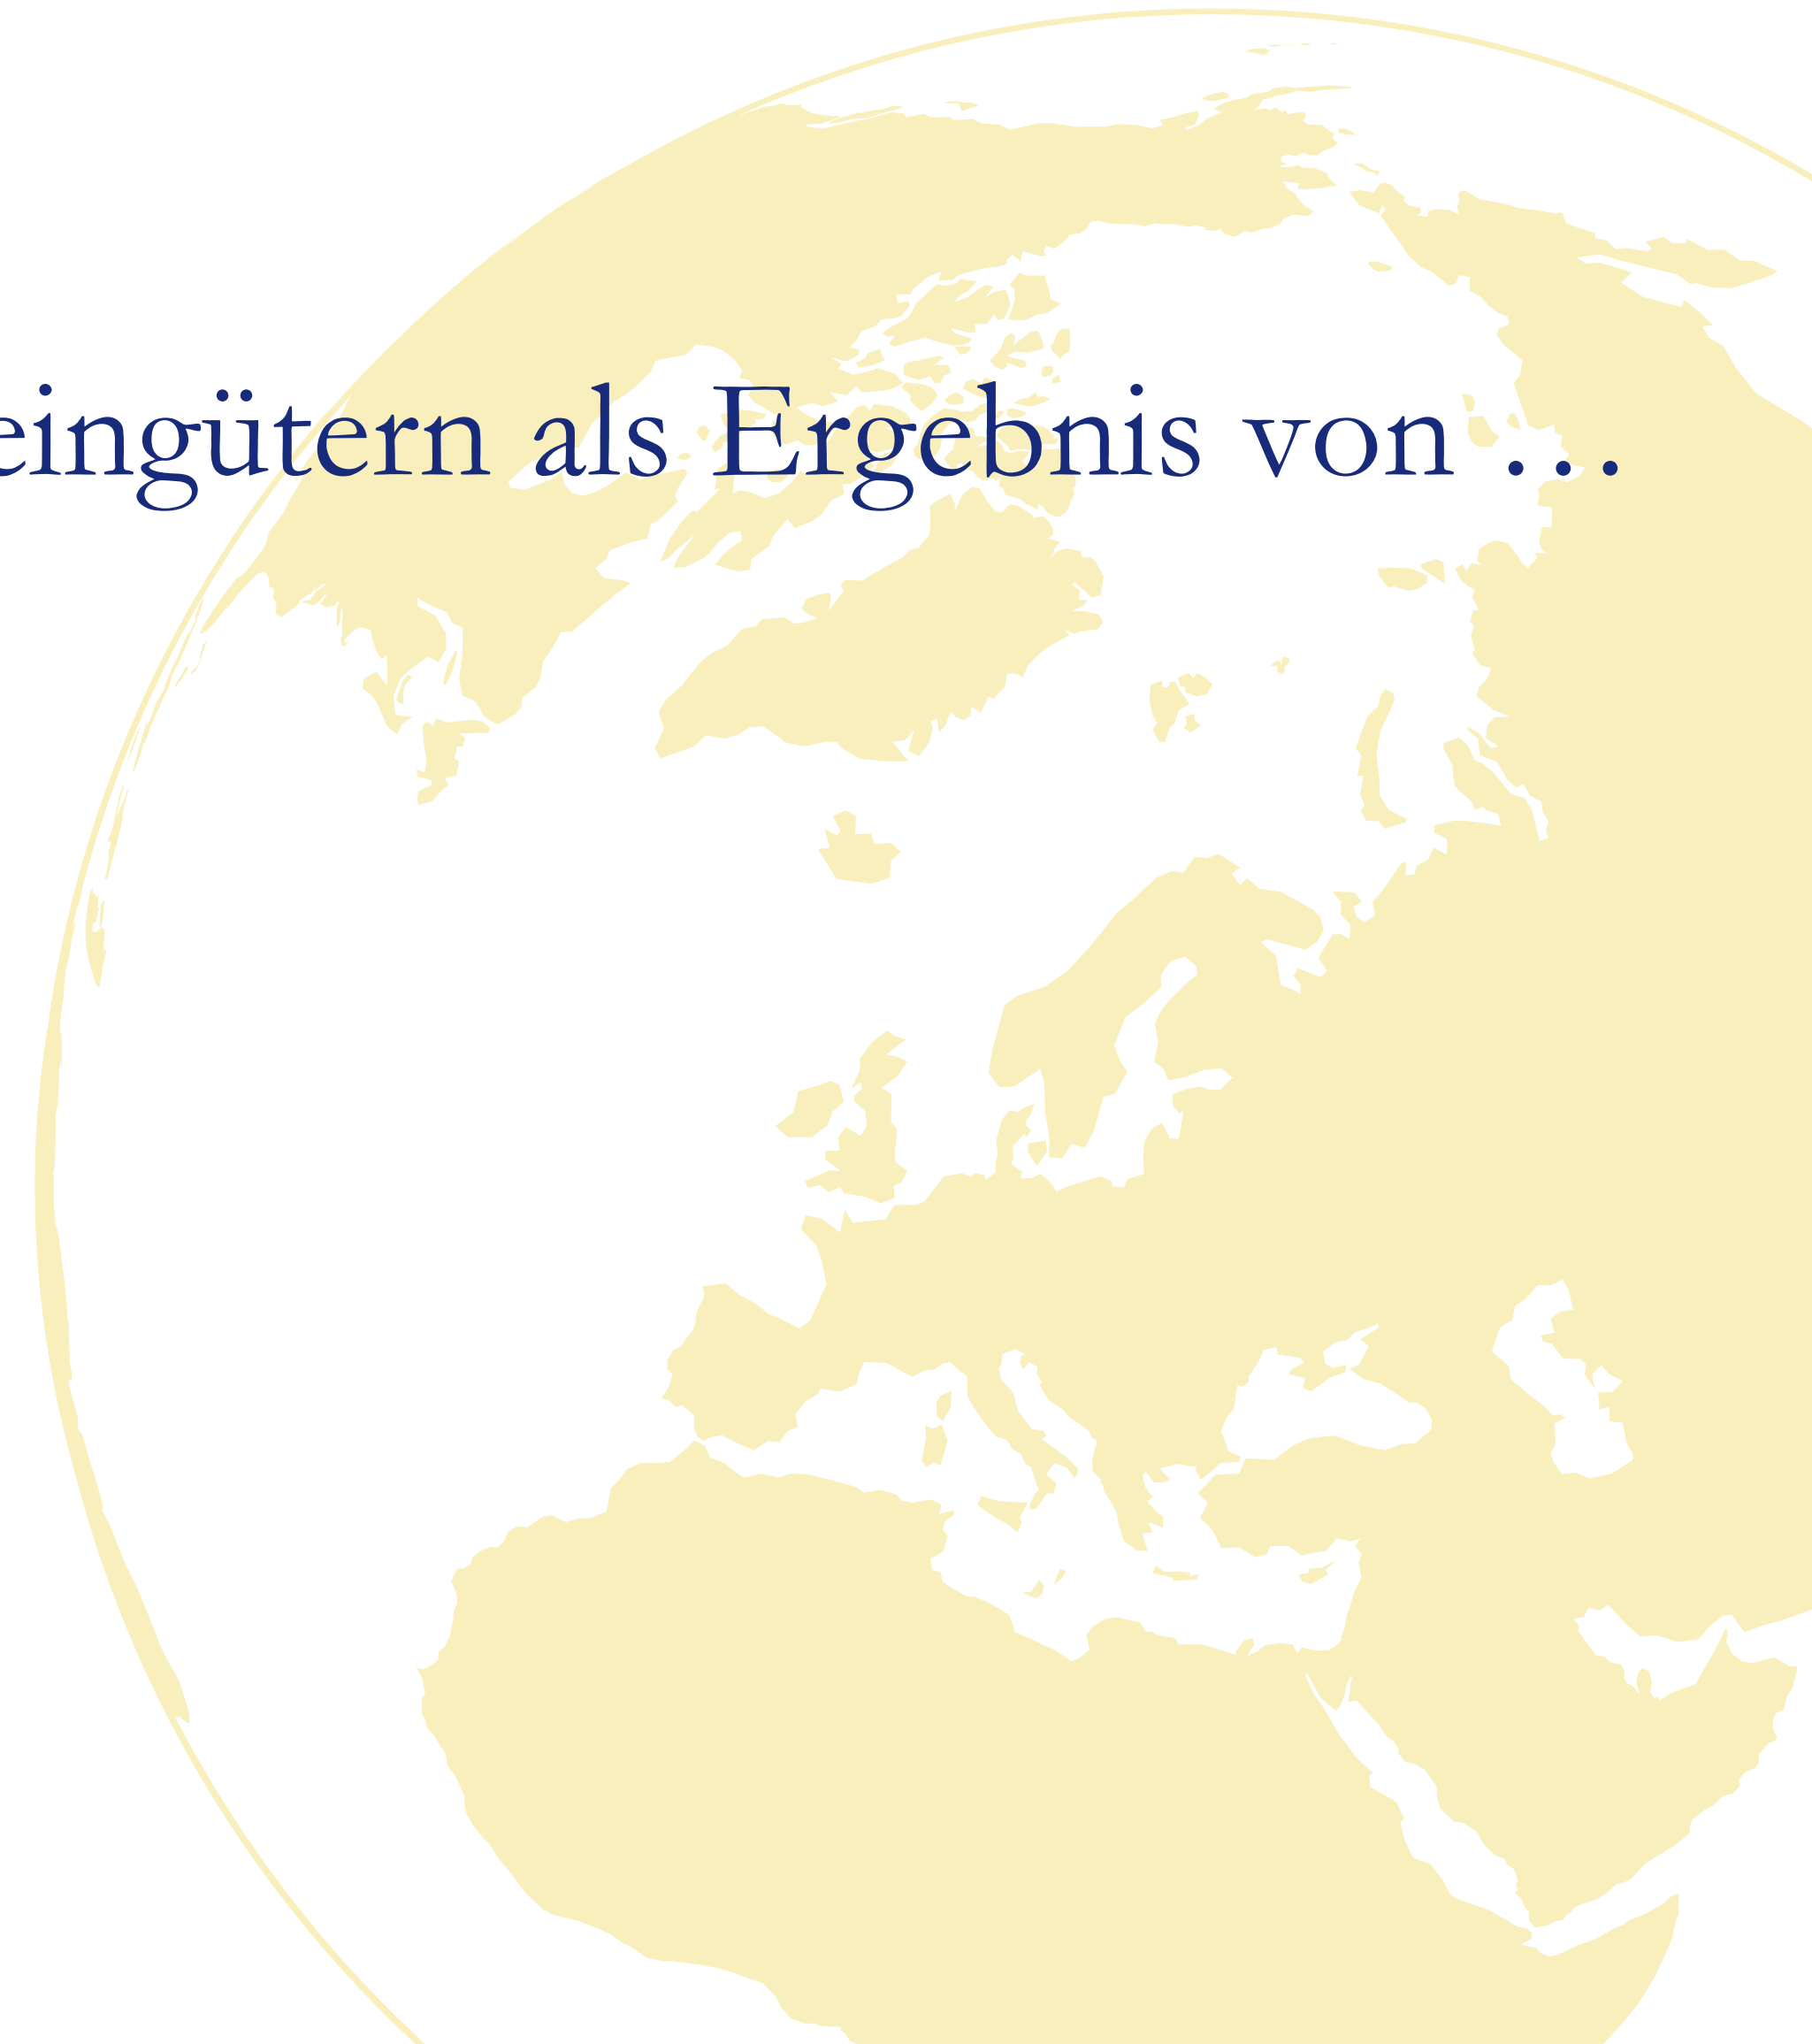 eingütern als Ergebnis von . . .